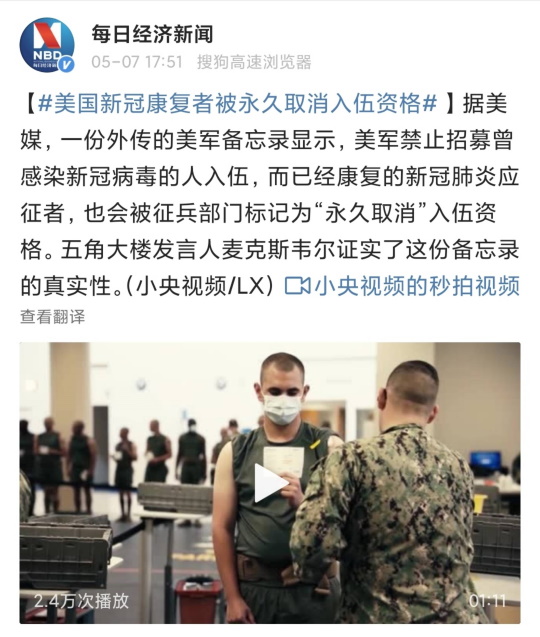 每日经济新闻
NBD
每日经济新闻
05-07 17:51 搜狗高速浏览器
【#美国新冠康复者被永久取消入伍资格# 】据美
媒，一份外传的美军备忘录显示，美军禁止招募曾
感染新冠病毒的人入伍，而已经康复的新冠肺炎应
征者，也会被征兵部门标记为“永久取消”入伍资
格。五角大楼发言人麦克斯韦尔证实了这份备忘录
的真实性。(小央视频/LX) 小央视频的秒拍视频
查看翻译
2.4万次播放
01:11